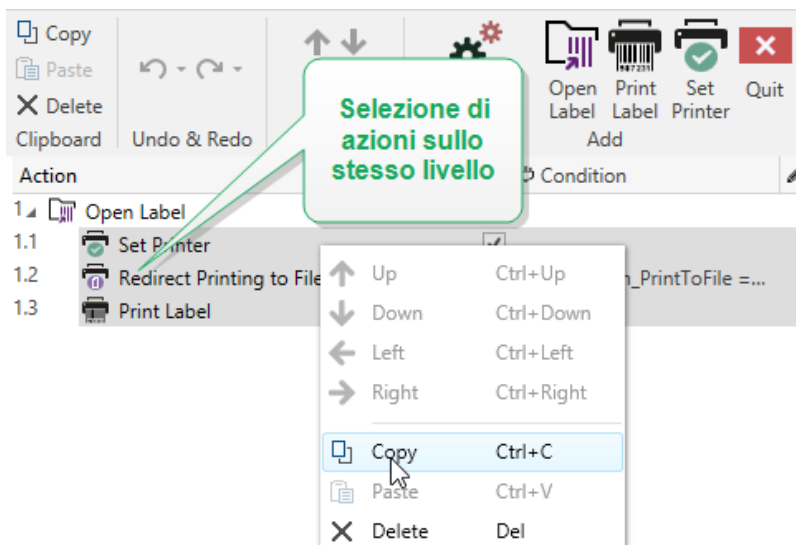 Copy
Paste
Delete
Clipboard
Undo & Redo
Open Label
Print Label
987231
Set Printer
Quit
Add
Selezione di
azioni sullo
stesso livello
Action
Condition
1 Open Label
1.1 Set Printer
1.2 Redirect Printing to File _PrintToFile =...
1.3 Print Label
Up Ctrl+Up
Down Ctrl+Down
Left Ctrl+Left
Right Ctrl+Right
Copy Ctrl+C
Paste Ctrl+V
Delete Del